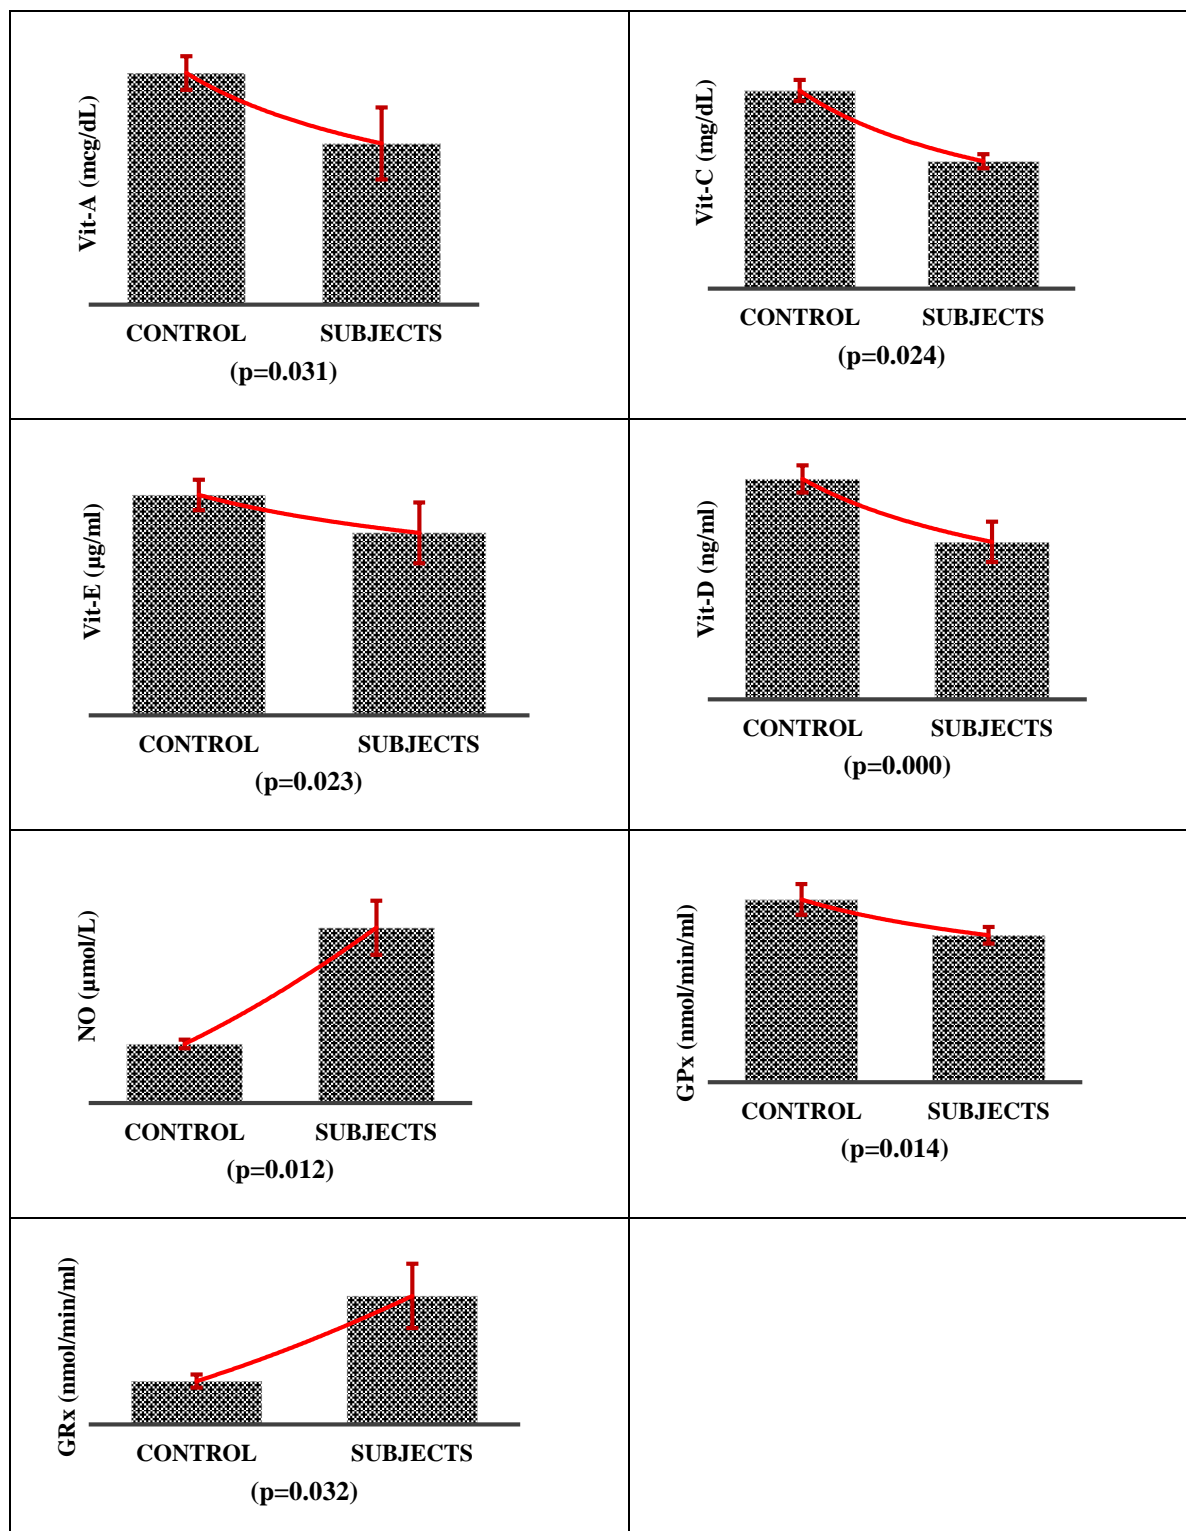 Vit-A (mcg/dL)
CONTROL SUBJECTS
(p=0.031)
Vit-C (mg/dL)
CONTROL SUBJECTS
(p=0.024)
Vit-E (µg/ml)
CONTROL SUBJECTS
(p=0.023)
Vit-D (ng/ml)
CONTROL SUBJECTS
(p=0.000)
NO (µmol/L)
CONTROL SUBJECTS
(p=0.012)
GPx (nmol/min/ml)
CONTROL SUBJECTS
(p=0.014)
GRx (nmol/min/ml)
CONTROL SUBJECTS
(p=0.032)